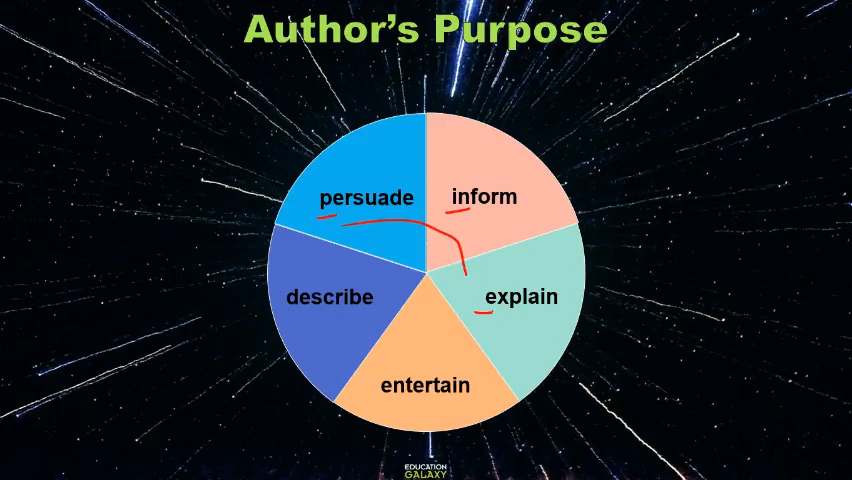 Author's Purpose
persuade
inform
describe
explain
entertain
EDUCATION
GALAXY